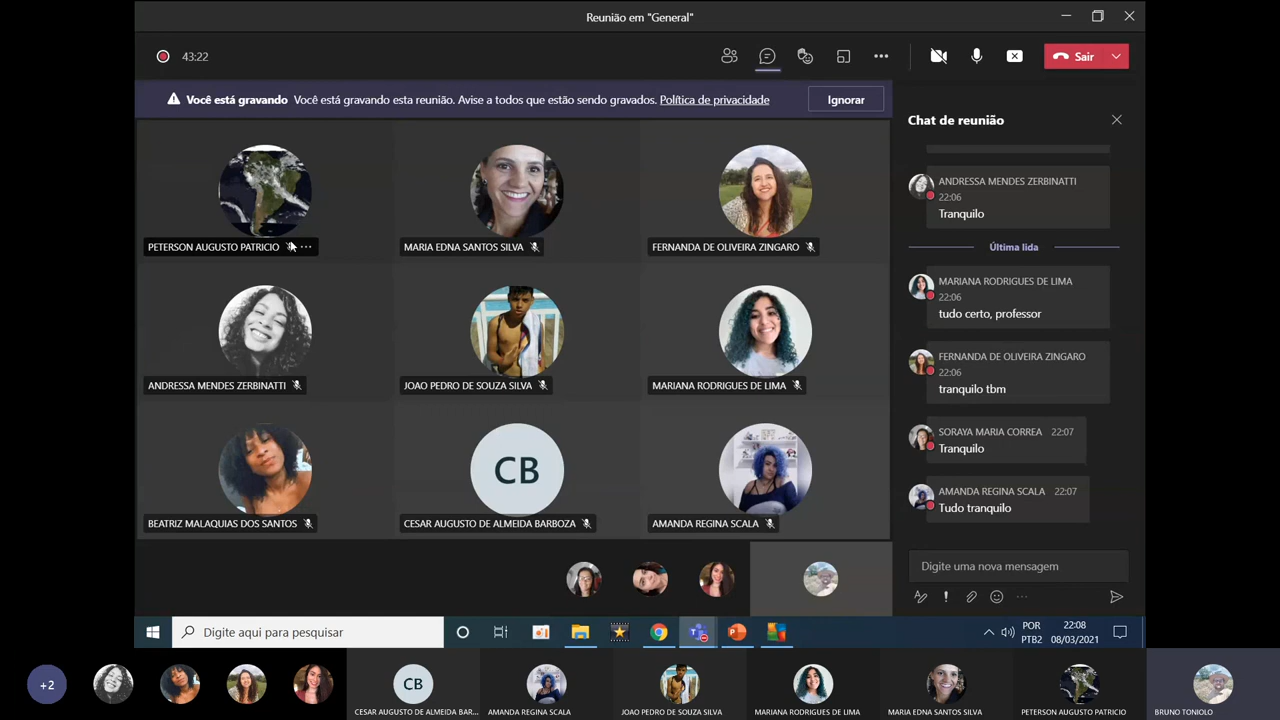 Reunião em "General"
43:22
Sair
Você está gravando Você está gravando esta reunião. Avise a todos que estão sendo gravados. Política de privacidade
Ignorar
PETERSON AUGUSTO PATRICIO
MARIA EDNA SANTOS SILVA
FERNANDA DE OLIVEIRA ZINGARO
ANDRESSA MENDES ZERBINATTI
JOAO PEDRO DE SOUZA SILVA
MARIANA RODRIGUES DE LIMA
CB
BEATRIZ MALAQUIAS DOS SANTOS
CESAR AUGUSTO DE ALMEIDA BARBOZA
AMANDA REGINA SCALA
Chat de reunião
ANDRESSA MENDES ZERBINATTI
22:06
Tranquilo
Última lida
MARIANA RODRIGUES DE LIMA
22:06
tudo certo, professor
FERNANDA DE OLIVEIRA ZINGARO
22:06
tranquilo tbm
SORAYA MARIA CORREA 22:07
Tranquilo
AMANDA REGINA SCALA 22:07
Tudo tranquilo
Digite uma nova mensagem
Digite aqui para pesquisar
POR
PTB2
22:08
08/03/2021
+2
CB
CESAR AUGUSTO DE ALMEIDA BAR...
AMANDA REGINA SCALA
JOAO PEDRO DE SOUZA SILVA
MARIANA RODRIGUES DE LIMA
MARIA EDNA SANTOS SILVA
PETERSON AUGUSTO PATRICIO
BRUNO TONIOLO